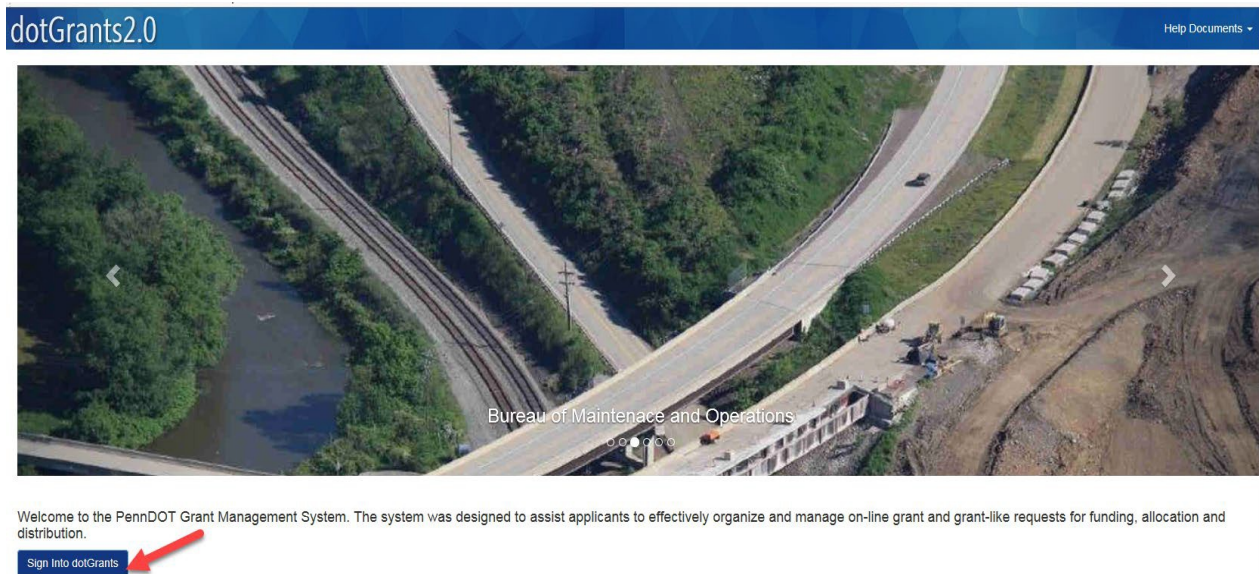 dotGrants2.0
Help Documents
Bureau of Maintenace and Operations
Welcome to the PennDOT Grant Management System. The system was designed to assist applicants to effectively organize and manage on-line grant and grant-like requests for funding, allocation and
distribution.
Sign Into dotGrants